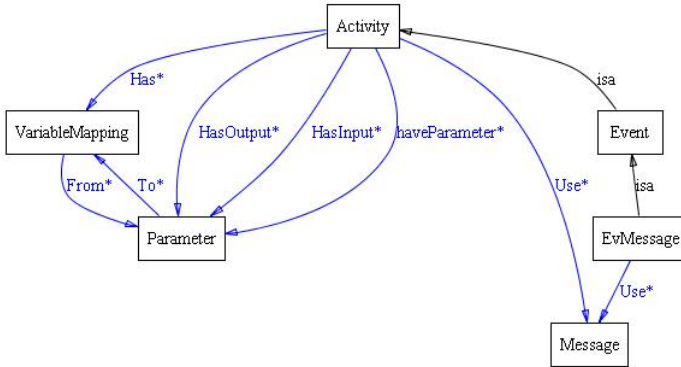 Activity
isa
Has*
VariableMapping
HasOutput*
HasInput*
haveParameter*
Event
From*
To*
Use*
isa
Parameter
EvMessage
Use*
Message